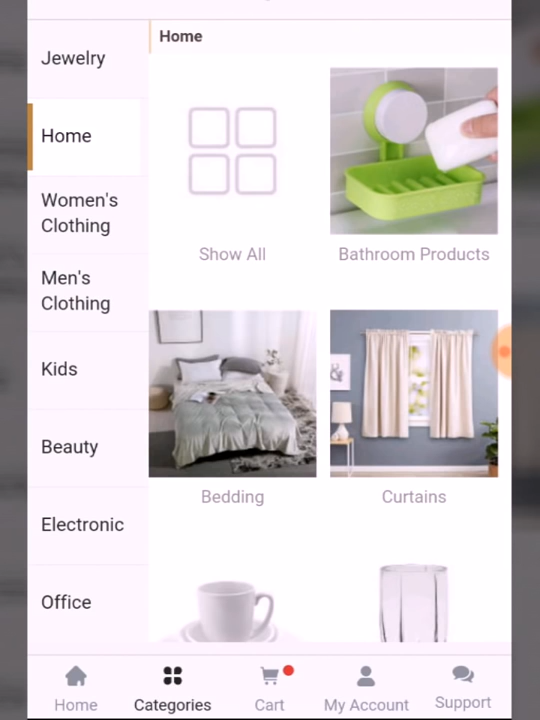 Jewelry
Home
Women's
Clothing
Men's
Clothing
Kids
Beauty
Electronic
Office
Home
Show All
Bathroom Products
Bedding
Curtains
Home
Categories
Cart
My Account
Support